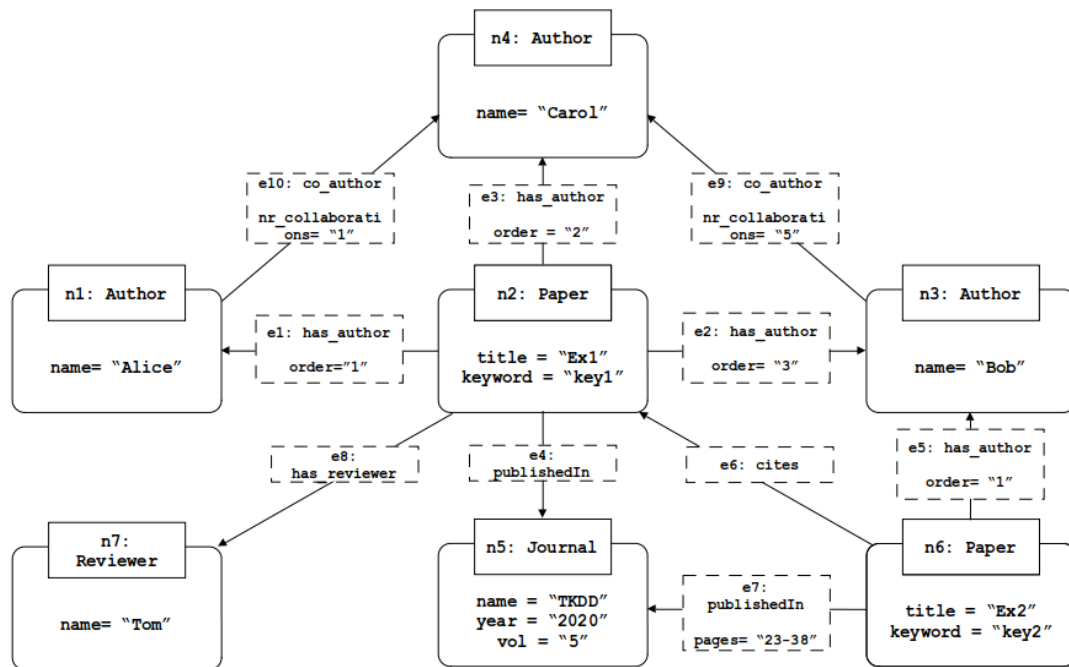 n4: Author
name= “Carol”
e10: co_author
nr_collaborati
ons= “1”
e3: has_author
order = “2”
e9: co_author
nr_collaborati
ons= “5”
n1: Author
name= “Alice”
e1: has_author
order=“1”
n2: Paper
title = “Ex1”
keyword = “key1”
e2: has_author
order= “3”
n3: Author
name= “Bob”
e8:
has_reviewer
e4:
publishedIn
e6: cites
e5: has_author
order= “1”
n7:
Reviewer
name= “Tom”
n5: Journal
name = “TKDD”
year = “2020”
vol = “5”
e7:
publishedIn
pages= “23-38”
n6: Paper
title = “Ex2”
keyword = “key2”